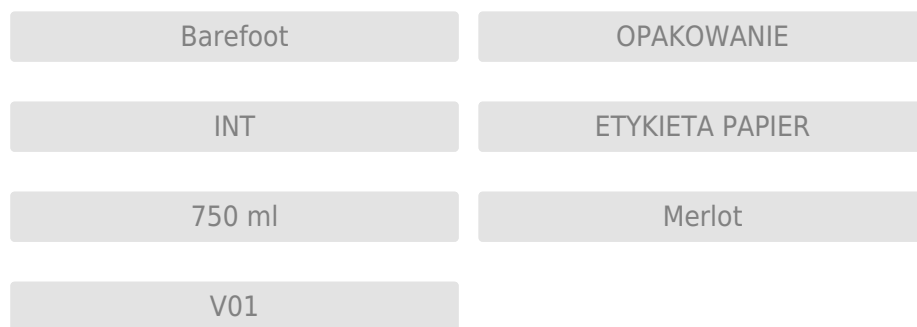 Barefoot
OPAKOWANIE
INT
ETYKIETA PAPIER
750 ml
Merlot
V01